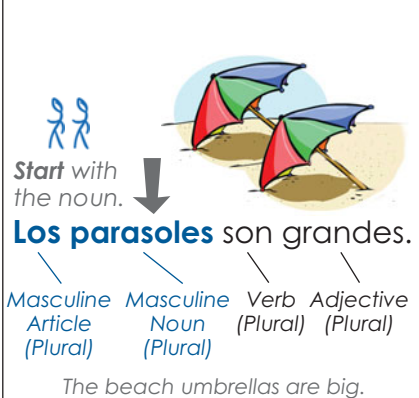 Start with
the noun.
Los parasoles son grandes.
Masculine Masculine Verb Adjective
Article Noun (Plural) (Plural)
(Plural) (Plural)
The beach umbrellas are big.